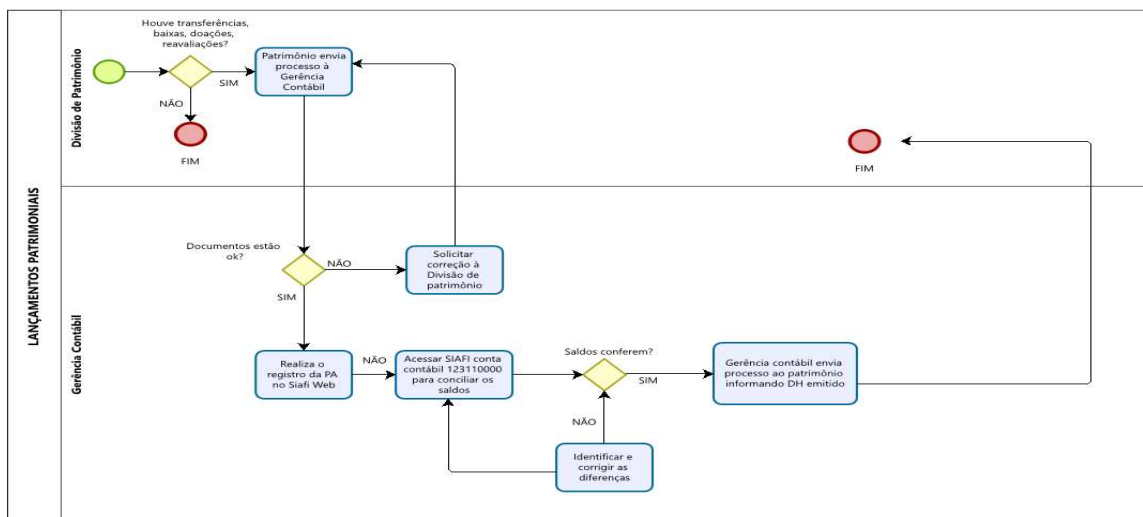 LANÇAMENTOS PATRIMONIAIS
Divisão de Patrimônio
Houve transferências,
baixas, doações,
reavaliações?
SIM
NÃO
FIM
Patrimônio envia
processo à
Gerência
Contábil
FIM
Gerência Contábil
Documentos estão
ok?
NÃO
SIM
Solicitar
correção à
Divisão de
patrimônio
Realiza o
registro da PA
no Siafi Web
NÃO
Acessar SIAFI conta
contábil 123110000
para conciliar os
saldos
Saldos conferem?
SIM
NÃO
Identificar e
corrigir as
diferenças
Gerência contábil envia
processo ao patrimônio
informando DH emitido